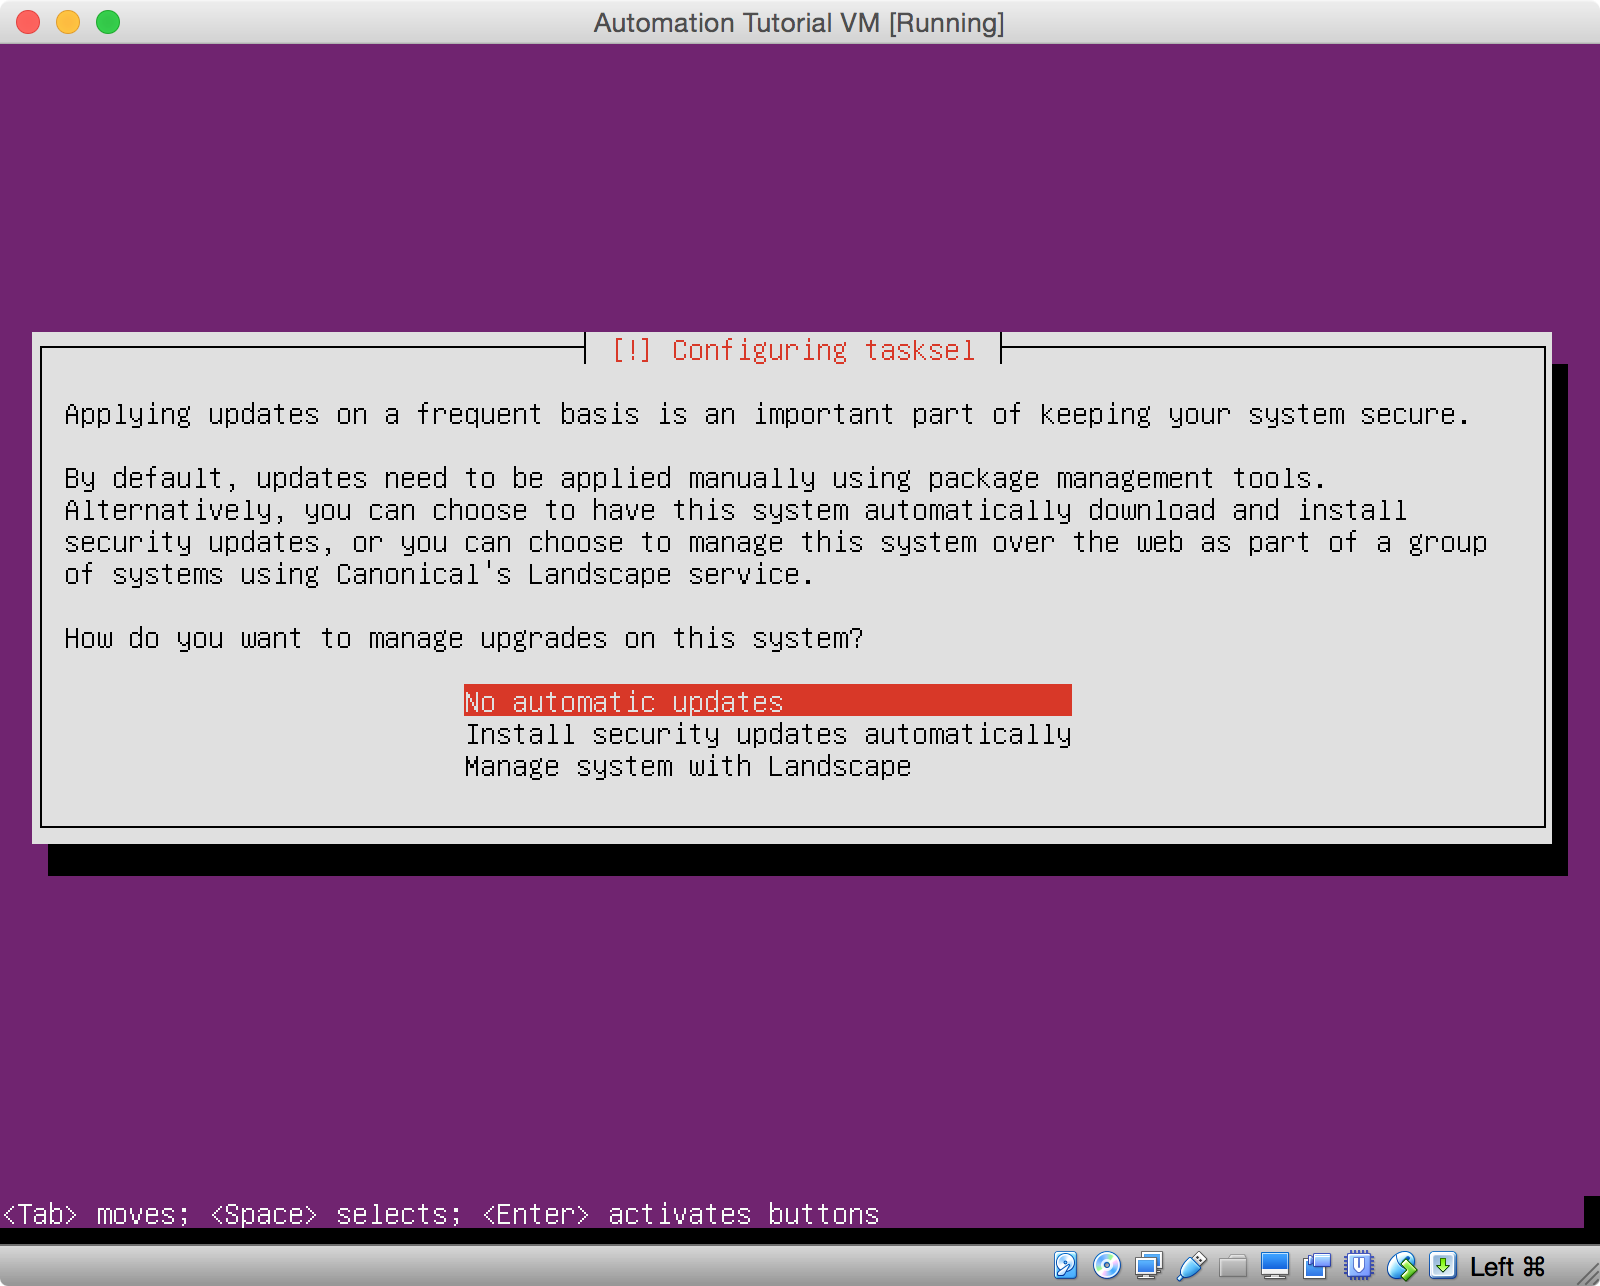 Automation Tutorial VM [Running]
[!] Configuring tasksel
Applying updates on a frequent basis is an important part of keeping your system secure.
By default, updates need to be applied manually using package management tools.
Alternatively, you can choose to have this system automatically download and install
security updates, or you can choose to manage this system over the web as part of a group
of systems using Canonical's Landscape service.
How do you want to manage upgrades on this system?
No automatic updates
Install security updates automatically
Manage system with Landscape
<Tab> moves; <Space> selects; <Enter> activates buttons
Left ⌘